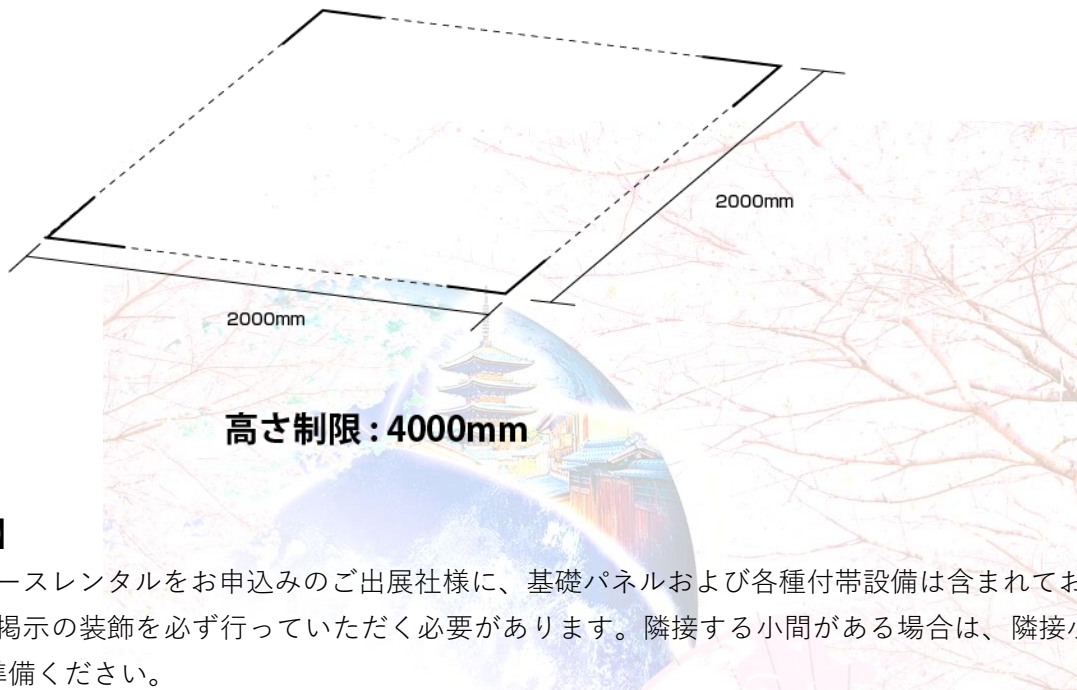 2000mm
2000mm
高さ制限：4000mm
】
ースレンタルをお申込みのご出展社様に、基礎パネルおよび各種付帯設備は含まれてお
掲示の装飾を必ず行っていただく必要があります。隣接する小間がある場合は、隣接
準備ください。